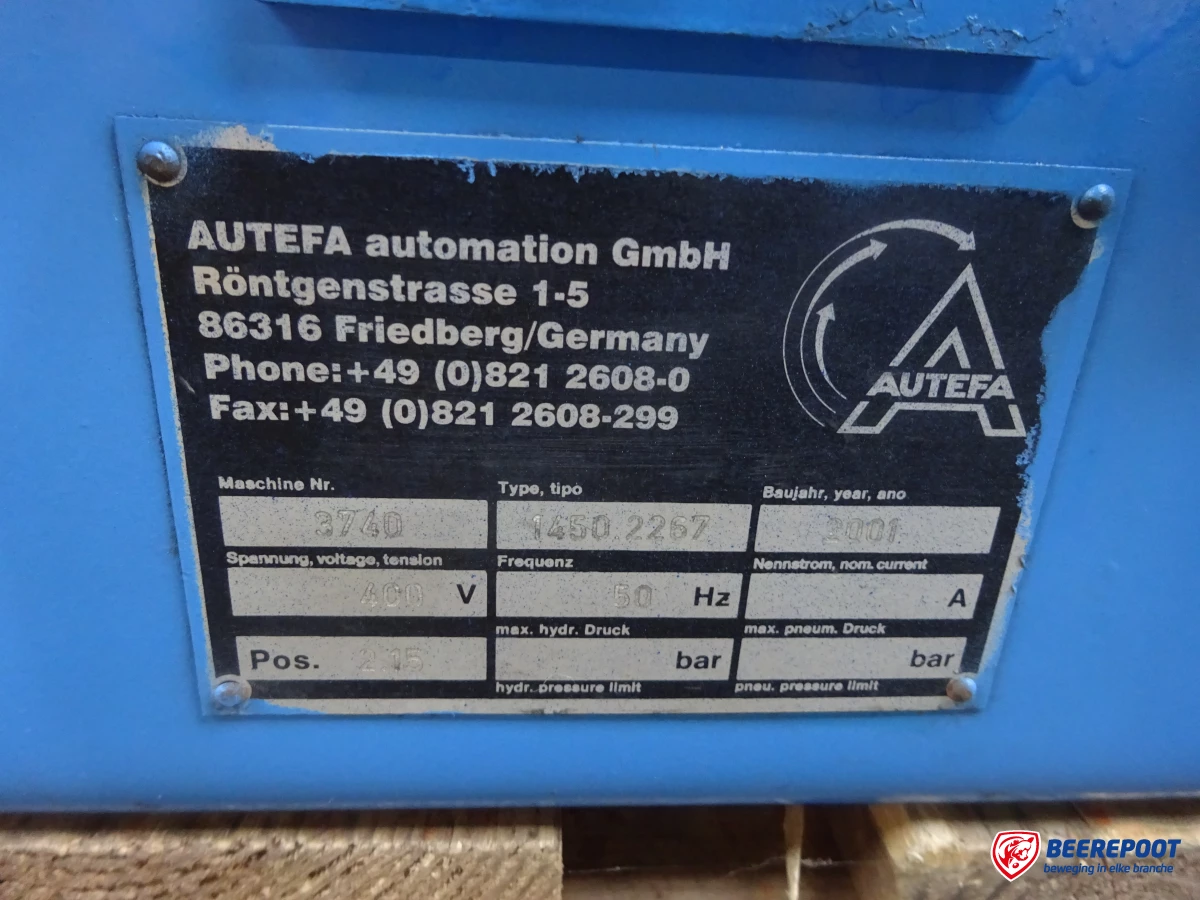 AUTEFA automation GmbH
Röntgenstrasse 1-5
86316 Friedberg/Germany
Phone:+49 (0)821 2608-0
Fax:+49 (0)821 2608-299
AUTEFA
Maschine Nr. Type, tipo Baujahr, year, ano
3740 1450 2267 2001
Spannung, voltage, tension Frequenz Nennstrom, nom. current
400 V 50 Hz A
max. hydr. Druck max. pneum. Druck
Pos. 2.15 bar bar
hydr. pressure limit pneu. pressure limit
BEEREPOOT
beweging in elke branche